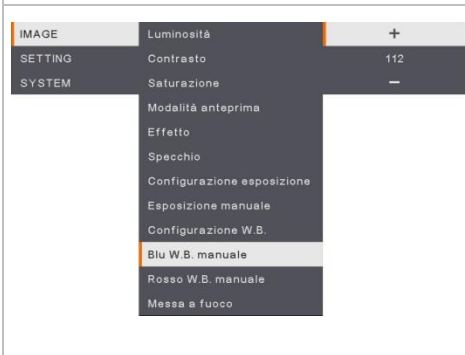 IMAGE
SETTING
SYSTEM
Luminosità
Contrasto
Saturazione
Modalità anteprima
Effetto
Specchio
Configurazione esposizione
Esposizione manuale
Configurazione W.B.
Blu W.B. manuale
Rosso W.B. manuale
Messa a fuoco
+
112
−